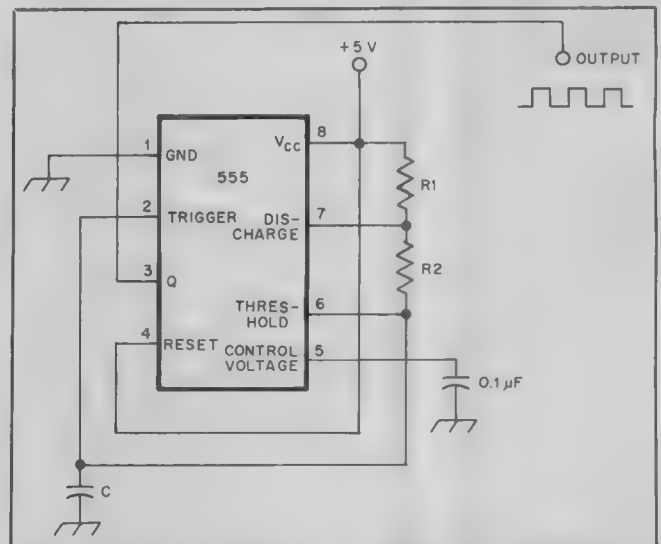 +5 V
OUTPUT
1
GND
8
VCC
555
R1
2
TRIGGER
7
DIS-
CHARGE
R2
3
Q
6
THRES-
HOLD
4
RESET
5
CONTROL
VOLTAGE
0.1 µF
C